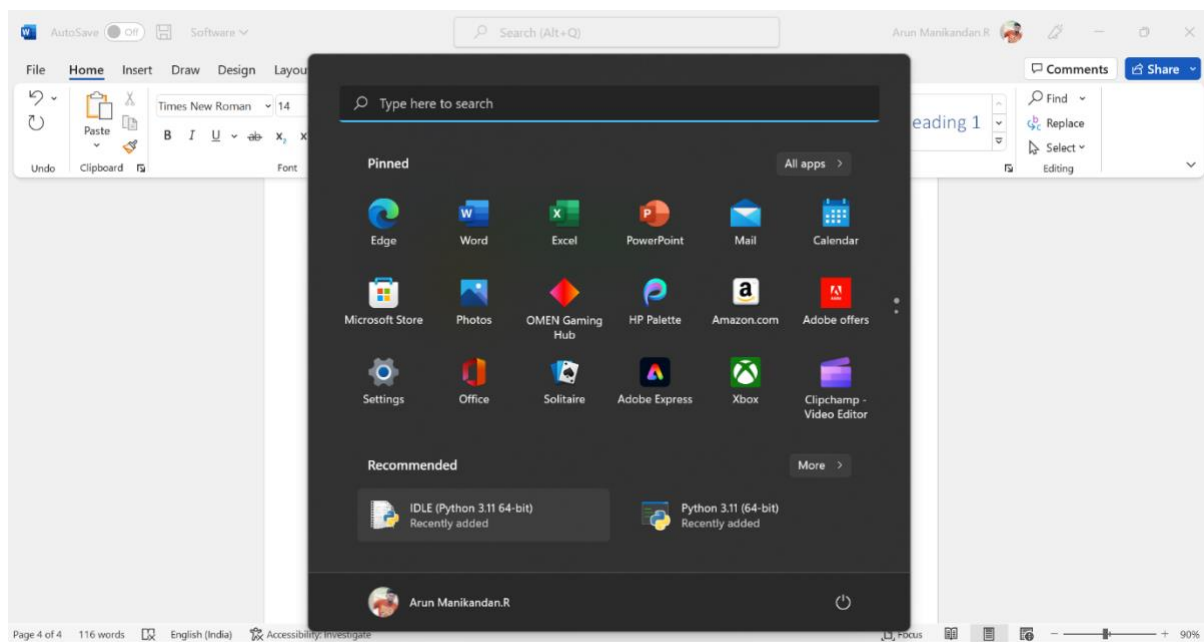 AutoSave Off Software Search (Alt+Q) Arun Manikandan.R
File Home Insert Draw Design Layou Comments Share
Type here to search
Times New Roman 14
Paste
B I U ab x₂ x
Undo Clipboard Font
eading 1
Find
Replace
Select
Editing
Pinned All apps >
Edge Word Excel PowerPoint Mail Calendar
Microsoft Store Photos OMEN Gaming Hub HP Palette Amazon.com Adobe offers
Settings Office Solitaire Adobe Express Xbox Clipchamp - Video Editor
Recommended More >
IDLE (Python 3.11 64-bit) Python 3.11 (64-bit)
Recently added Recently added
Arun Manikandan.R
Page 4 of 4 116 words English (India) Accessibility: Investigate Focus 90%